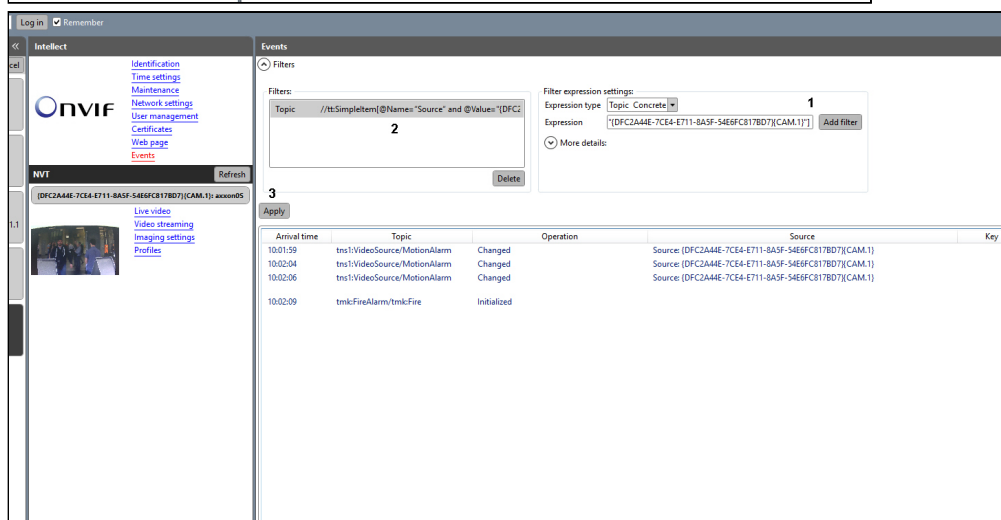 Log in Remember
« Intellect Events
cel
Filters
ONVIF
Identification
Time settings
Maintenance
Network settings
User management
Certificates
Web page
Events
Filters:
Topic //tt:SimpleItem[@Name="Source" and @Value="{DFC2
2
Delete
Filter expression settings:
Expression type Topic Concrete
1
Expression "{DFC2A44E-7CE4-E711-8A5F-54E6FC817BD7}{CAM.1}"] Add filter
More details:
NVT Refresh
{DFC2A44E-7CE4-E711-8A5F-54E6FC817BD7}{CAM.1}: axxon05
1.1
Live video
Video streaming
Imaging settings
Profiles
3
Apply
Arrival time Topic Operation Source Key
10:01:59 tns1:VideoSource/MotionAlarm Changed Source: {DFC2A44E-7CE4-E711-8A5F-54E6FC817BD7}{CAM.1}
10:02:04 tns1:VideoSource/MotionAlarm Changed Source: {DFC2A44E-7CE4-E711-8A5F-54E6FC817BD7}{CAM.1}
10:02:06 tns1:VideoSource/MotionAlarm Changed Source: {DFC2A44E-7CE4-E711-8A5F-54E6FC817BD7}{CAM.1}
10:02:09 tmk:FireAlarm/tmk:Fire Initialized